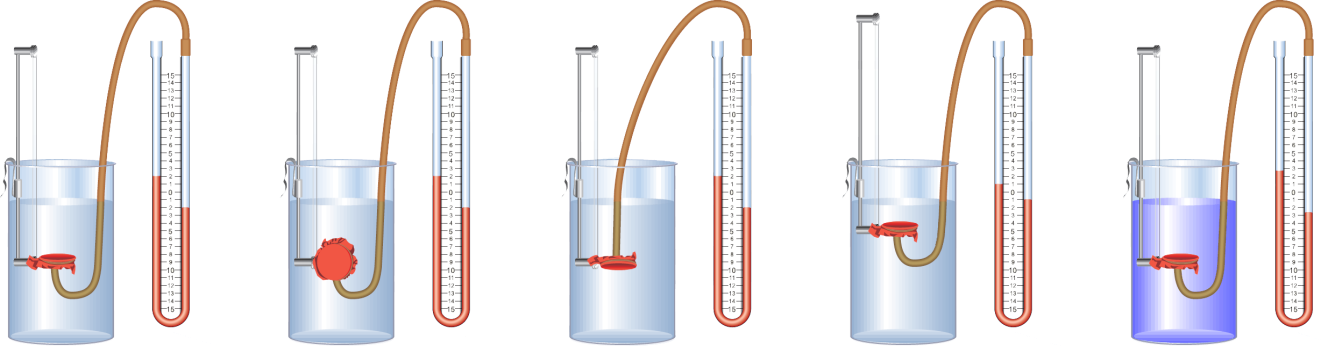 15 15 15 15 15
14 14 14 14 14
13 13 13 13 13
12 12 12 12 12
11 11 11 11 11
10 10 10 10 10
9 9 9 9 9
8 8 8 8 8
7 7 7 7 7
6 6 6 6 6
5 5 5 5 5
4 4 4 4 4
3 3 3 3 3
2 2 2 2 2
1 1 1 1 1
0 0 0 0 0
1 1 1 1 1
2 2 2 2 2
3 3 3 3 3
4 4 4 4 4
5 5 5 5 5
6 6 6 6 6
7 7 7 7 7
8 8 8 8 8
9 9 9 9 9
10 10 10 10 10
11 11 11 11 11
12 12 12 12 12
13 13 13 13 13
14 14 14 14 14
15 15 15 15 15